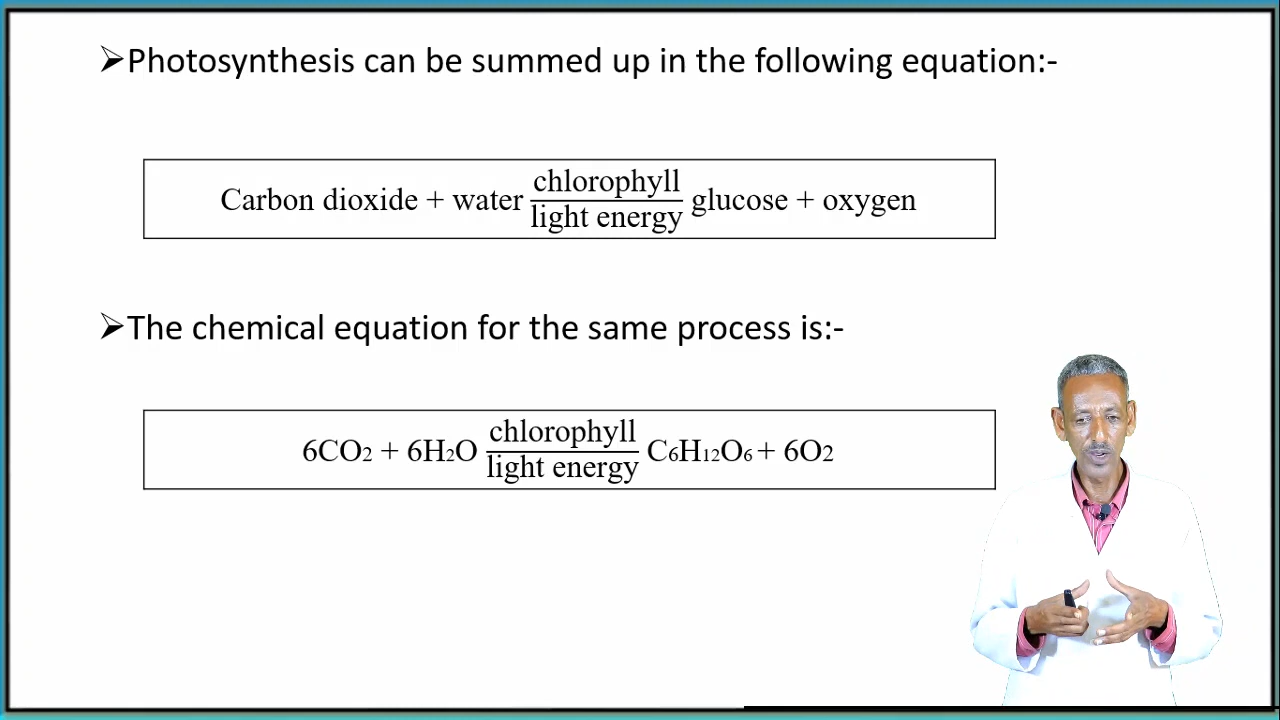 ➢Photosynthesis can be summed up in the following equation:-
chlorophyll
Carbon dioxide + water light energy glucose + oxygen
➢The chemical equation for the same process is:-
chlorophyll
6CO2 + 6H2O light energy C6H12O6 + 6O2